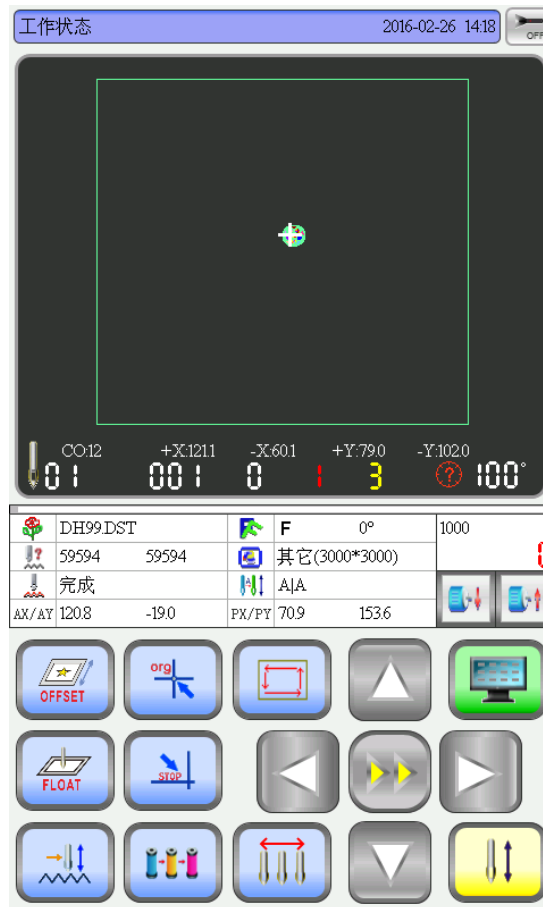 工作状态 2016-02-26 14:18
OFF
CO:12 +X:121.1 -X:60.1 +Y:79.0 -Y:102.0
01 001 0 1 3 100°
DH99.DST F 0° 1000
59594 59594 其它(3000*3000)
完成 A|A
AX/AY 120.8 -19.0 PX/PY 70.9 153.6
OFFSET
org
FLOAT
STOP